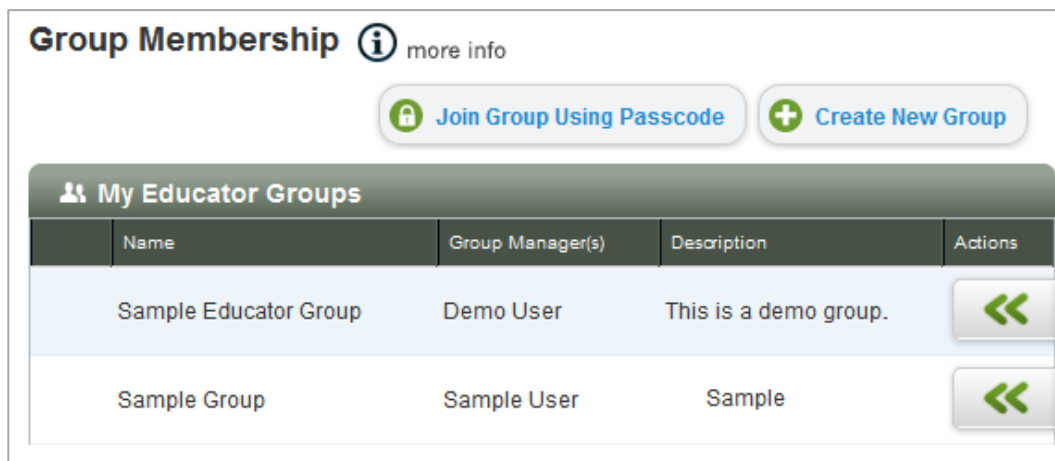 Group Membership more info
Join Group Using Passcode Create New Group
My Educator Groups
Name Group Manager(s) Description Actions
Sample Educator Group Demo User This is a demo group.
Sample Group Sample User Sample